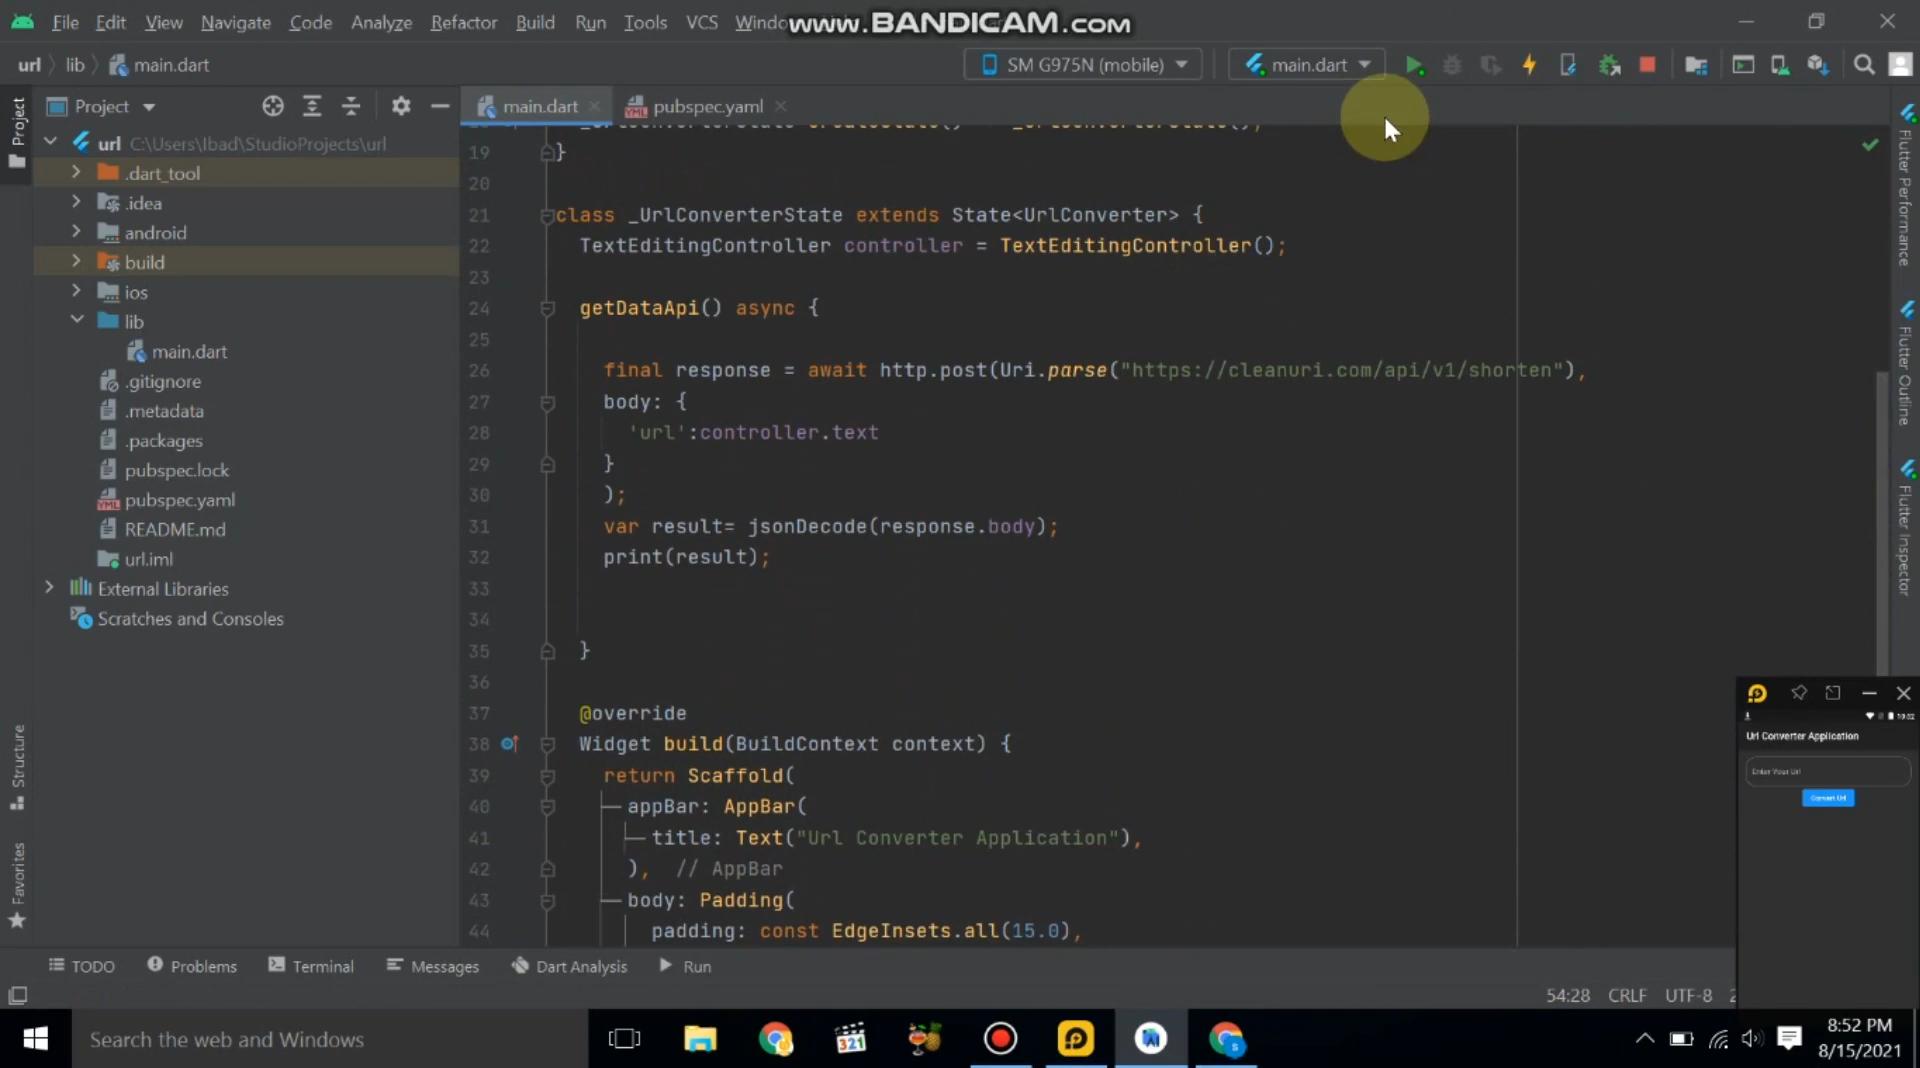 File Edit View Navigate Code Analyze Refactor Build Run Tools VCS Window
www.BANDICAM.com
url lib main.dart
SM G975N (mobile)
main.dart
Project
main.dart
pubspec.yaml
Project
Structure
Favorites
url C:\Users\Ibad\StudioProjects\url
.dart_tool
.idea
android
build
ios
lib
main.dart
.gitignore
.metadata
.packages
pubspec.lock
pubspec.yaml
README.md
url.iml
External Libraries
Scratches and Consoles
19 }
20
21 class _UrlConverterState extends State<UrlConverter> {
22 TextEditingController controller = TextEditingController();
23
24 getDataApi() async {
25
26 final response = await http.post(Uri.parse("https://cleanuri.com/api/v1/shorten"),
27 body: {
28 'url':controller.text
29 }
30 );
31 var result= jsonDecode(response.body);
32 print(result);
33
34
35 }
36
37 @override
38 Widget build(BuildContext context) {
39 return Scaffold(
40 appBar: AppBar(
41 title: Text("Url Converter Application"),
42 ), // AppBar
43 body: Padding(
44 padding: const EdgeInsets.all(15.0),
Flutter Performance
Flutter Outline
Flutter Inspector
Url Converter Application
Enter Your Url
Convert Url
TODO Problems Terminal Messages Dart Analysis Run
54:28 CRLF UTF-8
Search the web and Windows
321
8:52 PM
8/15/2021